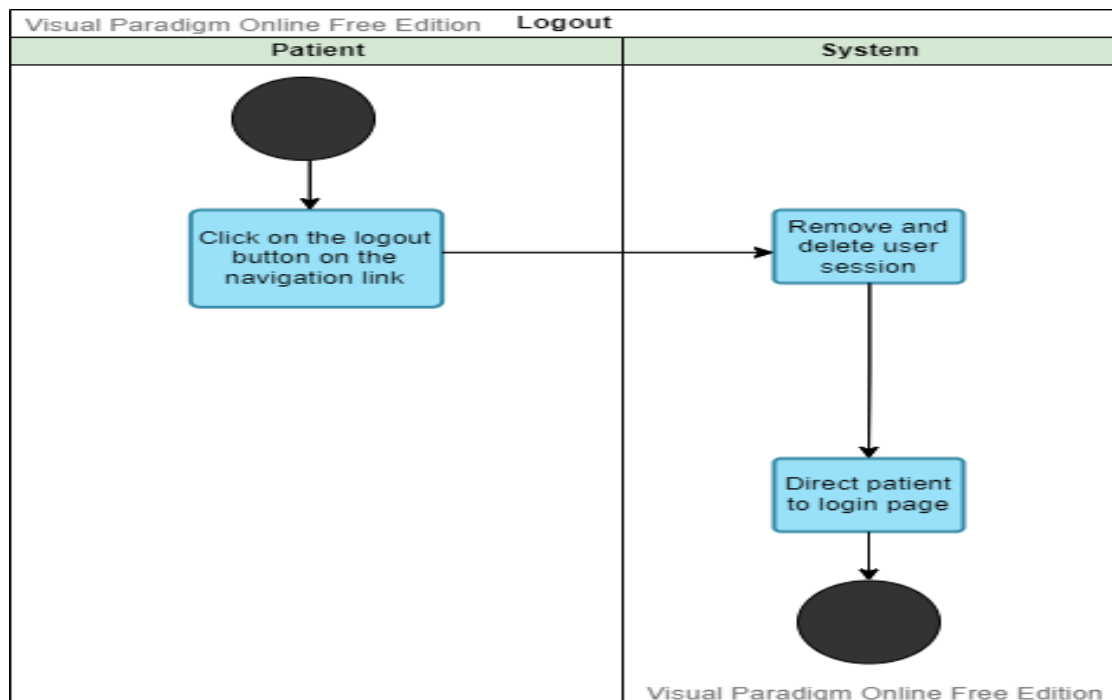 Visual Paradigm Online Free Edition Logout
Patient
System
Click on the logout
button on the
navigation link
Remove and
delete user
session
Direct patient
to login page
Visual Paradigm Online Free Edition